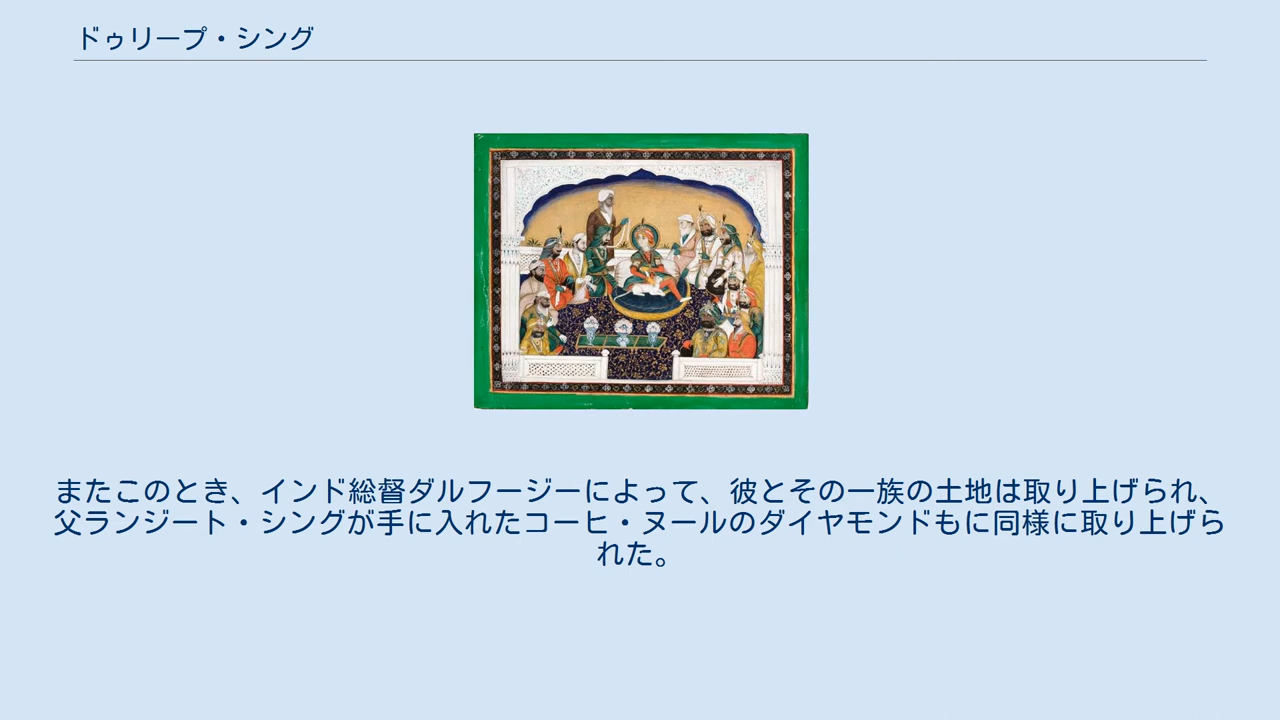 ドゥリープ・シング
またこのとき、インド総督ダルフージーによって、彼とその一族の土地は取り上げられ、
父ランジート・シングが手に入れたコーヒ・ヌールのダイヤモンドもに同様に取り上げら
れた。